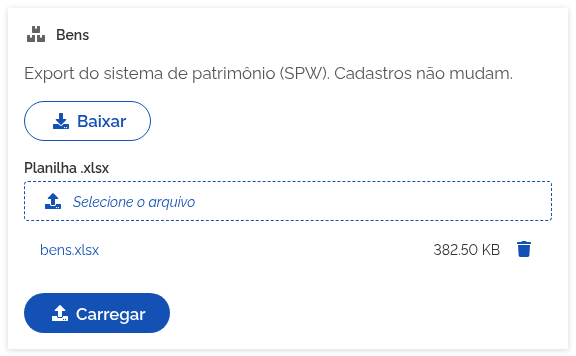 Bens
Export do sistema de patrimônio (SPW). Cadastros não mudam.
Baixar
Planilha .xlsx
Selecione o arquivo
bens.xlsx 382.50 KB
Carregar